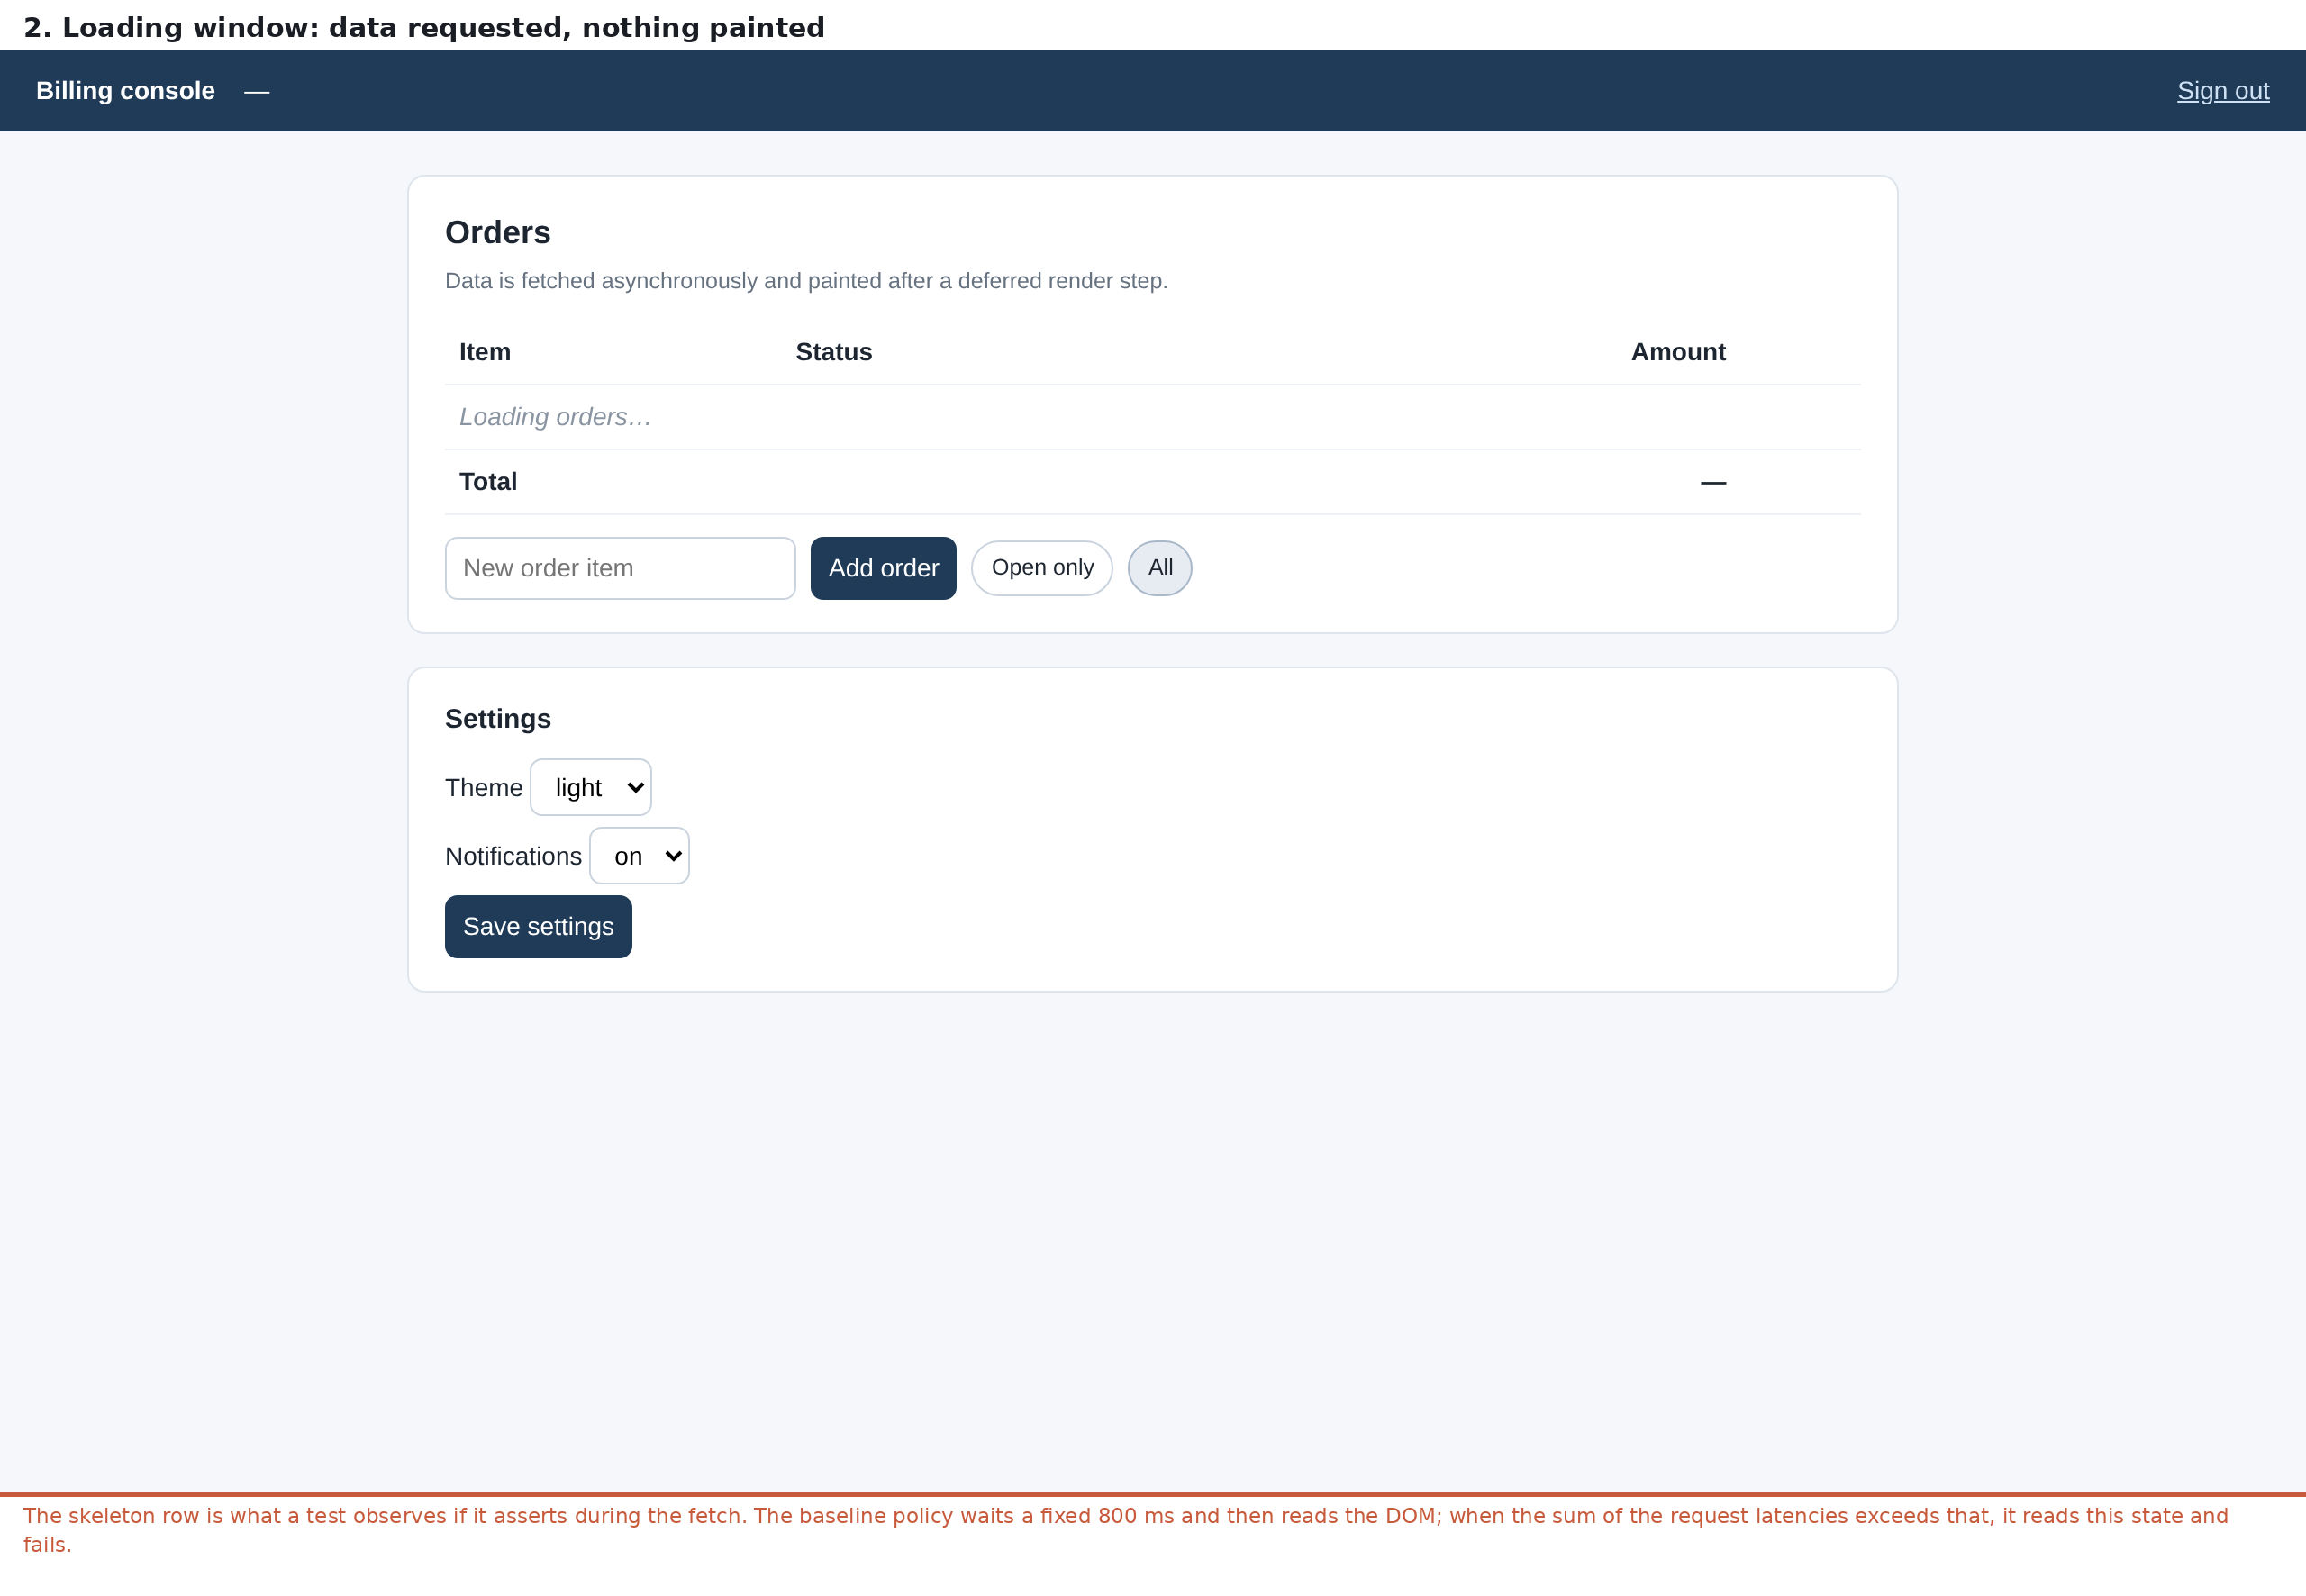 2. Loading window: data requested, nothing painted
Billing console — Sign out
Orders
Data is fetched asynchronously and painted after a deferred render step.
Item Status Amount
Loading orders…
Total —
New order item Add order Open only All
Settings
Theme light
Notifications on
Save settings
The skeleton row is what a test observes if it asserts during the fetch. The baseline policy waits a fixed 800 ms and then reads the DOM; when the sum of the request latencies exceeds that, it reads this state and
fails.